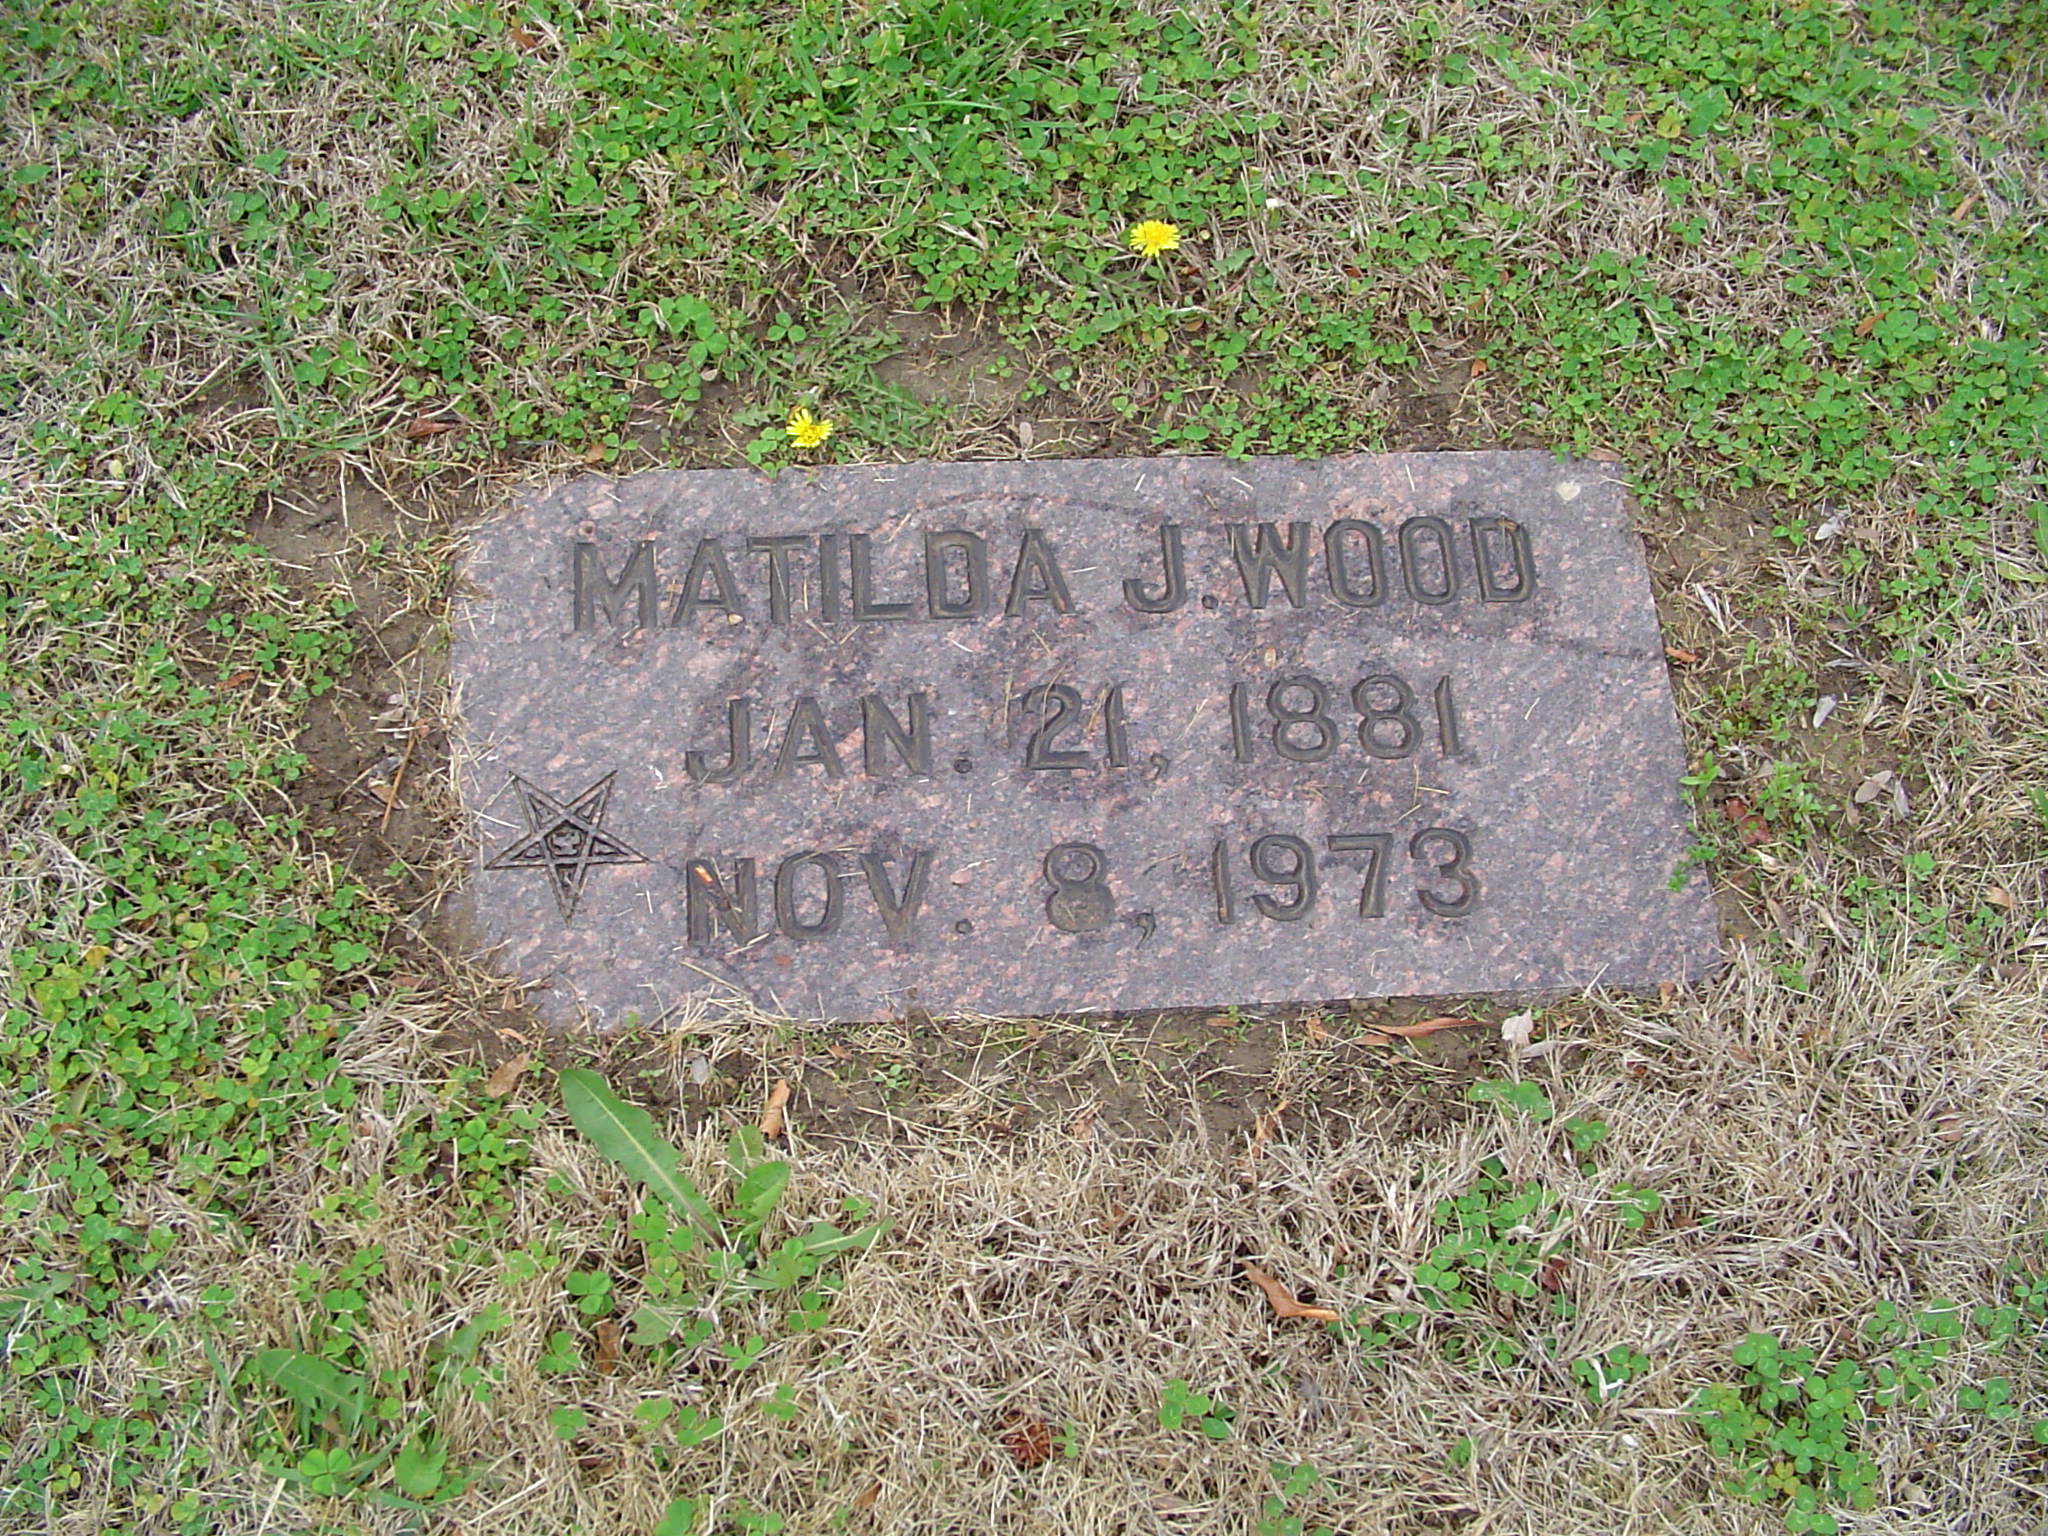 MATILDA J. WOOD
JAN. 21, 1881
NOV. 8, 1973